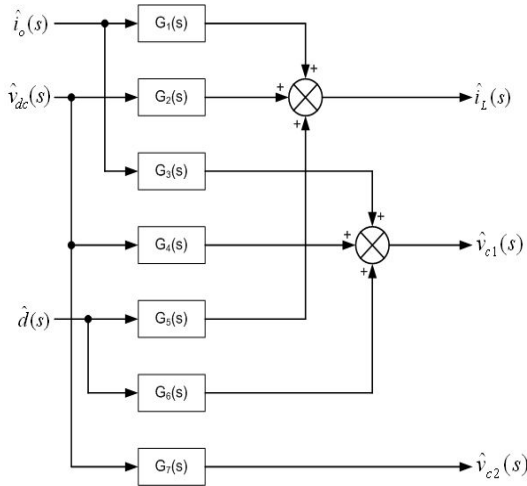 î_o(s)
G₁(s)
+
v̂_dc(s)
G₂(s)
+
î_L(s)
+
G₃(s)
+
G₄(s)
+
v̂_c1(s)
+
d̂(s)
G₅(s)
G₆(s)
G₇(s)
v̂_c2(s)